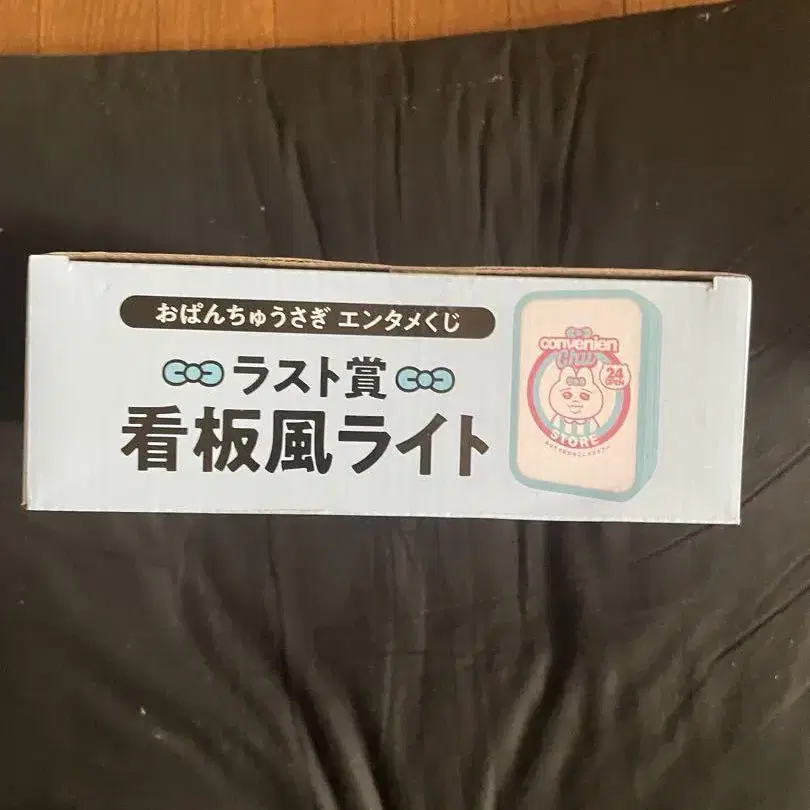 おぱんちゅうさぎ エンタメくじ
ラスト賞
看板風ライト
convenien
Chu
24
OPEN
STORE